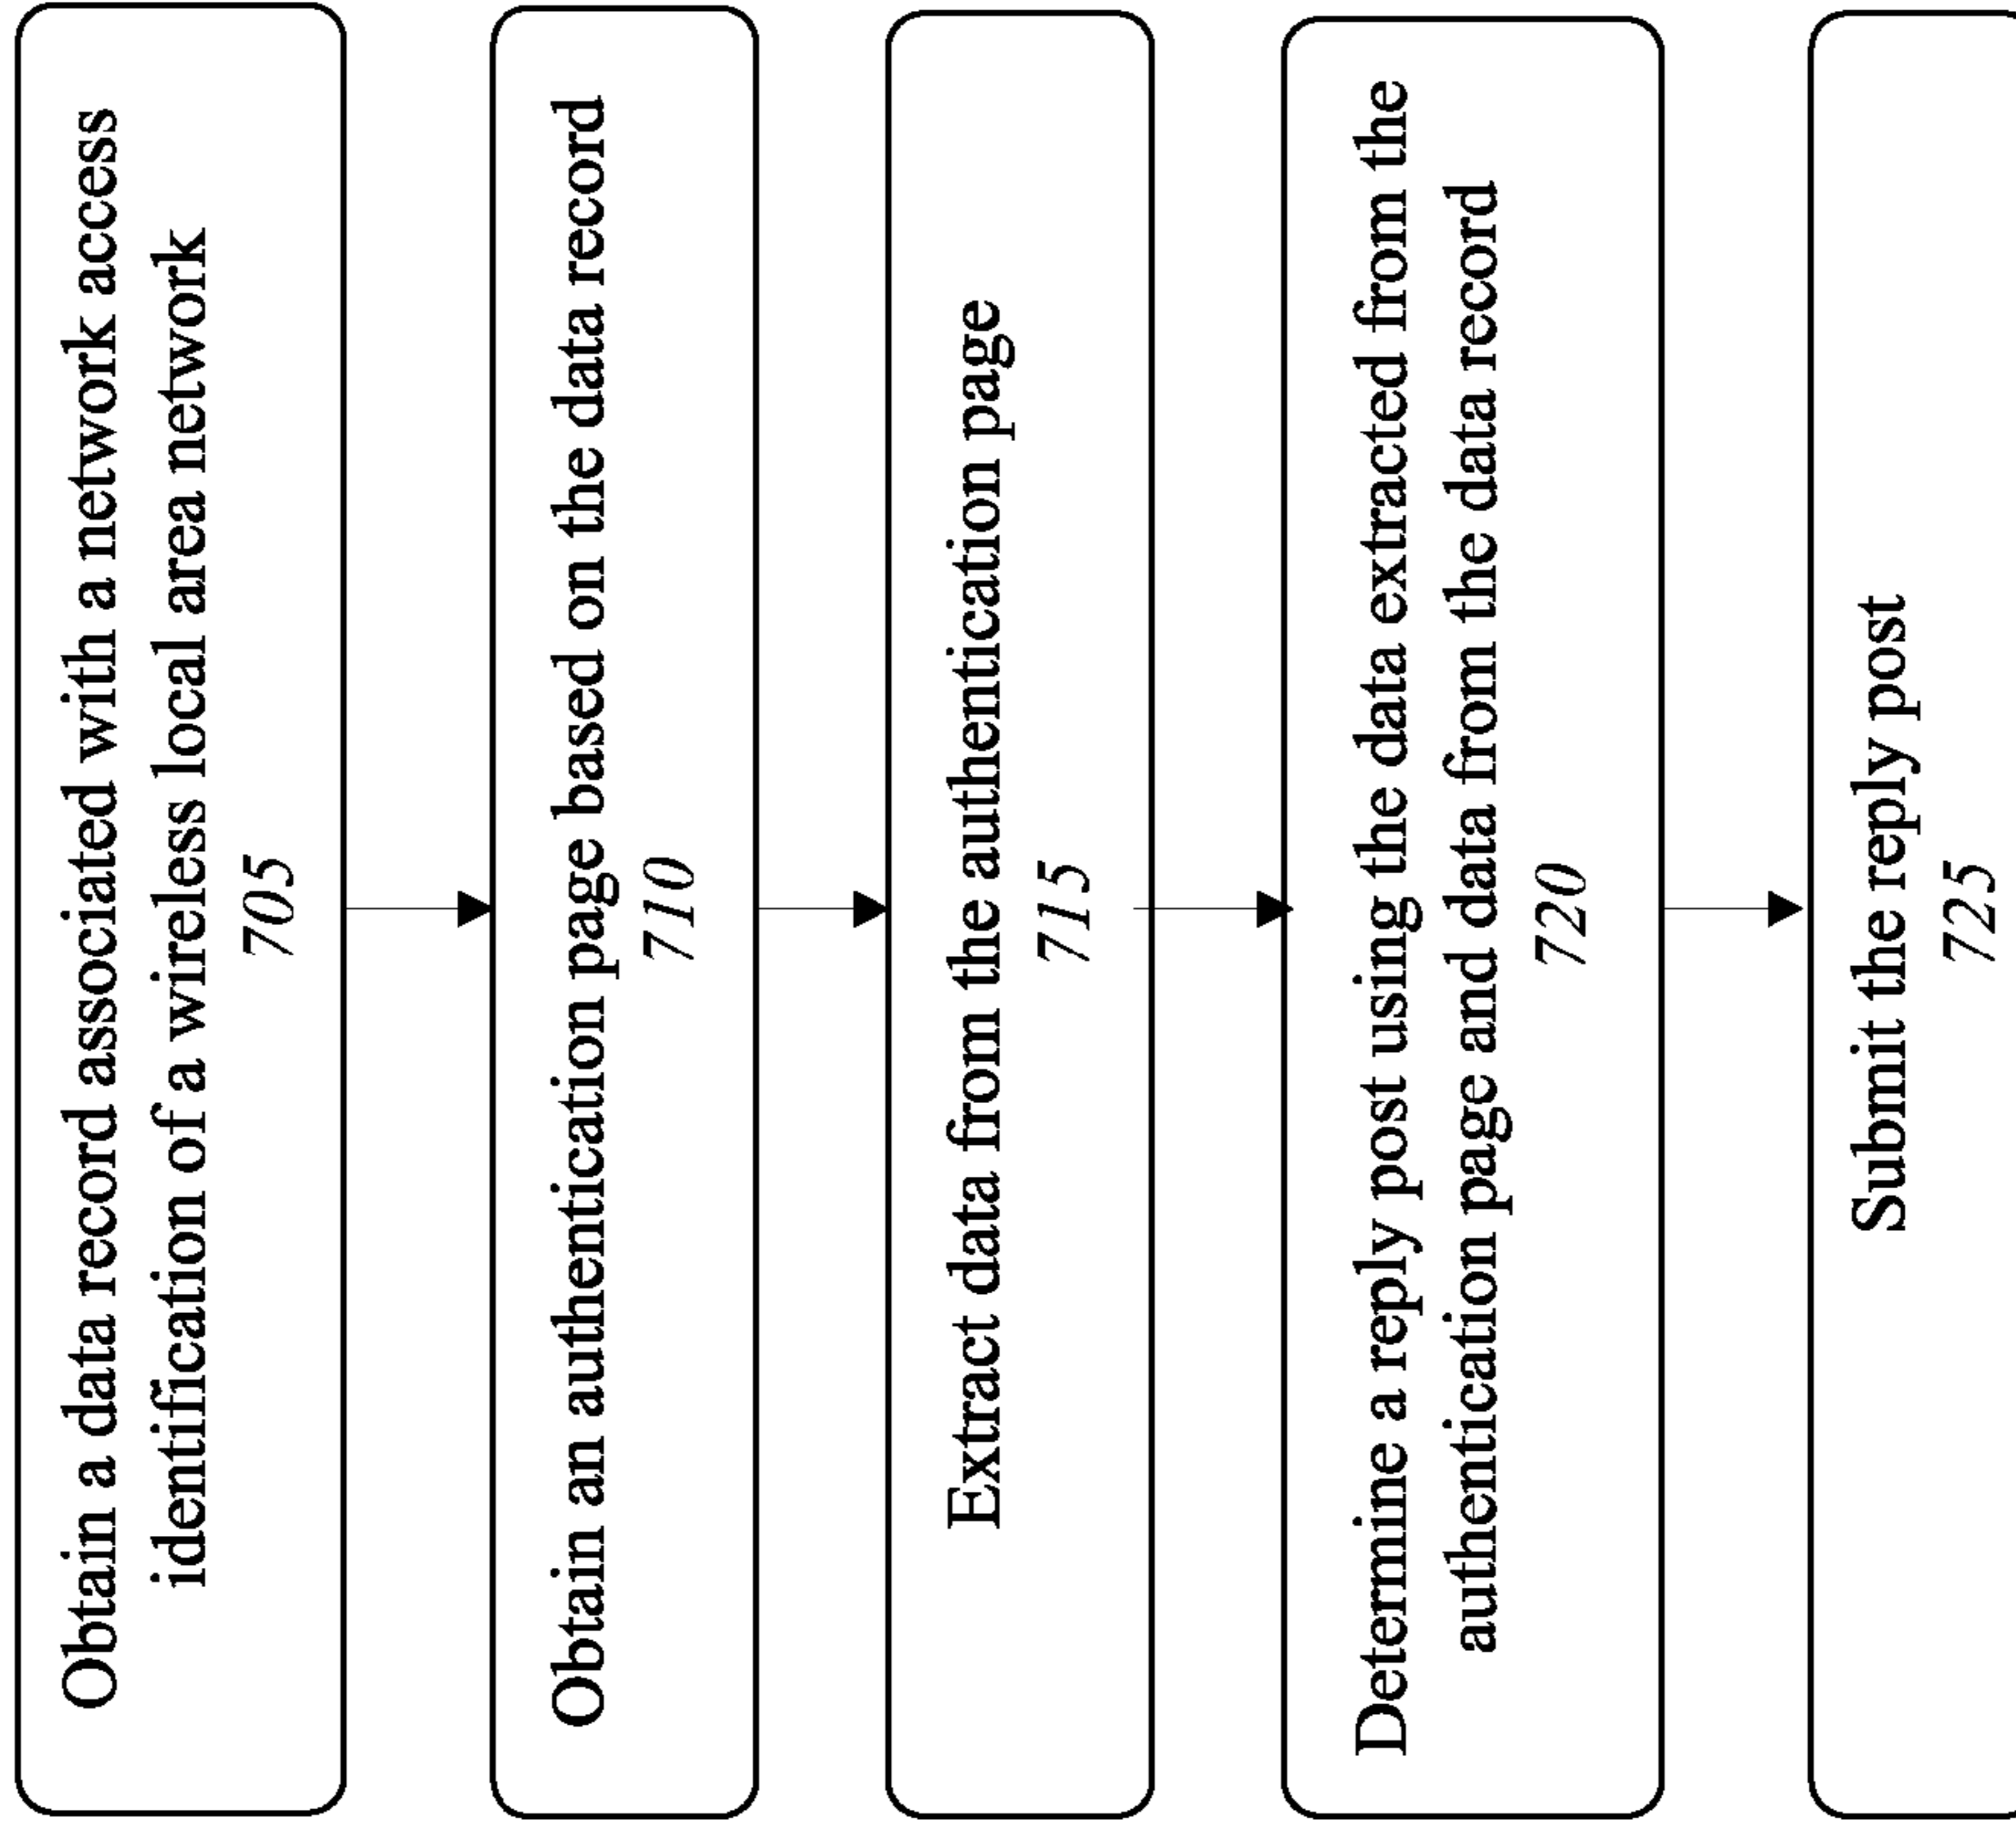 Obtain a data record associated with a network access
identification of a wireless local area network
705
Obtain an authentication page based on the data record
710
Extract data from the authentication page
715
Determine a reply post using the data extracted from the
authentication page and data from the data record
720
Submit the reply post
725